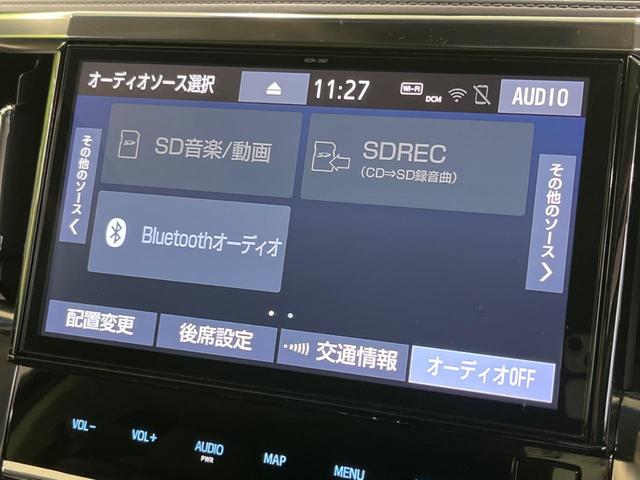 オーディオソース選択
11:27
Wi-Fi
DCM
AUDIO
その他のソース
SD音楽/動画
SDREC
(CD⇒SD録音曲)
その他のソース
Bluetoothオーディオ
配置変更
後席設定
交通情報
オーディオOFF
VOL-
VOL+
AUDIO
PWR
MAP
MENU